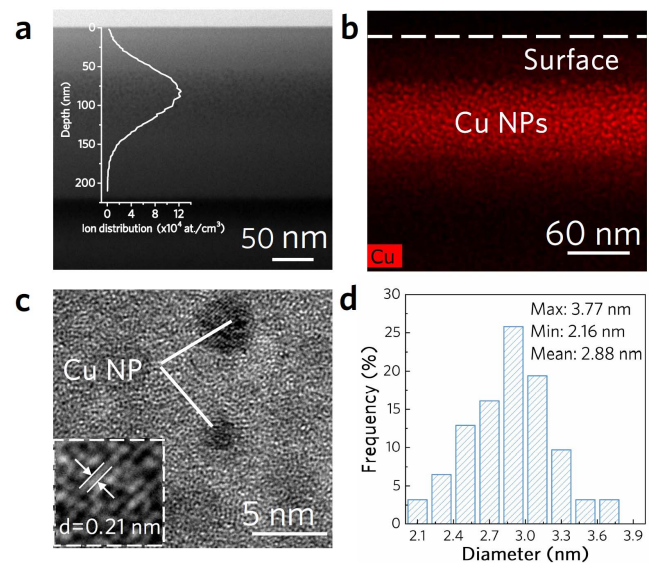 a
0
50
100
150
200
Depth (nm)
0 4 8 12
Ion distribution (x10⁴ at./cm³)
50 nm
b
Surface
Cu NPs
Cu
60 nm
c
Cu NP
d=0.21 nm
5 nm
d
30
25
20
15
10
5
0
Frequency (%)
Max: 3.77 nm
Min: 2.16 nm
Mean: 2.88 nm
2.1 2.4 2.7 3.0 3.3 3.6 3.9
Diameter (nm)